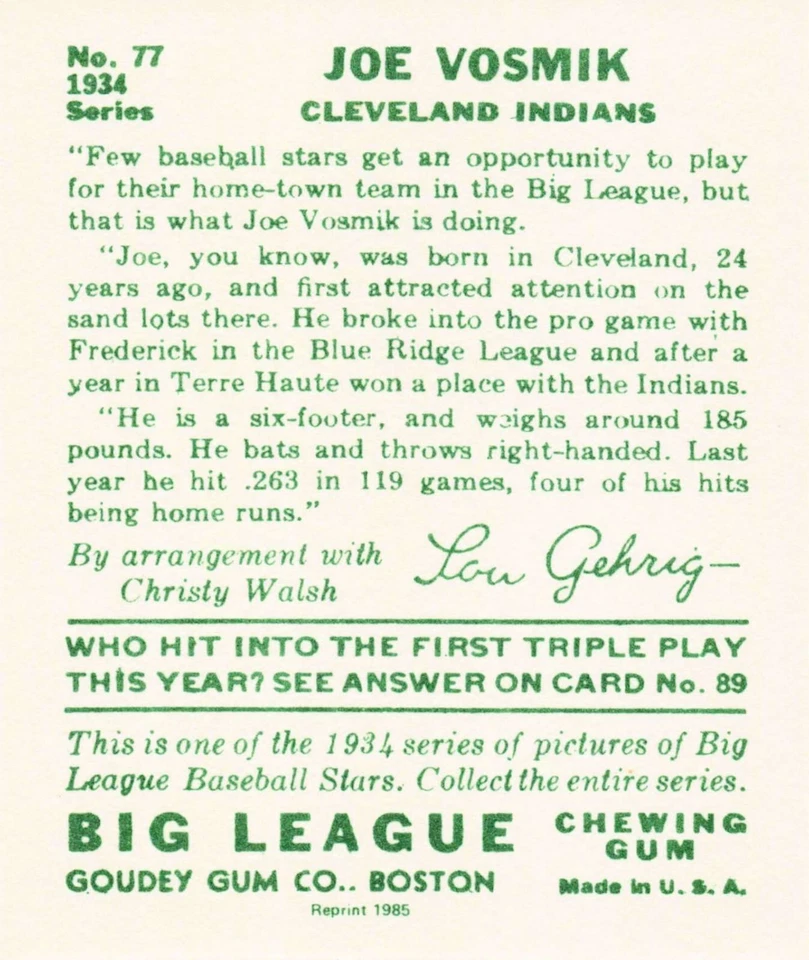 No. 77
1934
Series
JOE VOSMIK
CLEVELAND INDIANS
"Few baseball stars get an opportunity to play
for their home-town team in the Big League, but
that is what Joe Vosmik is doing.
"Joe, you know, was born in Cleveland, 24
years ago, and first attracted attention on the
sand lots there. He broke into the pro game with
Frederick in the Blue Ridge League and after a
year in Terre Haute won a place with the Indians.
"He is a six-footer, and weighs around 185
pounds. He bats and throws right-handed. Last
year he hit .263 in 119 games, four of his hits
being home runs."
By arrangement with
Christy Walsh
Lou Gehrig
WHO HIT INTO THE FIRST TRIPLE PLAY
THIS YEAR? SEE ANSWER ON CARD No. 89
This is one of the 1934 series of pictures of Big
League Baseball Stars. Collect the entire series.
BIG LEAGUE
CHEWING
GUM
GOUDEY GUM CO.. BOSTON
Made in U. S. A.
Reprint 1985